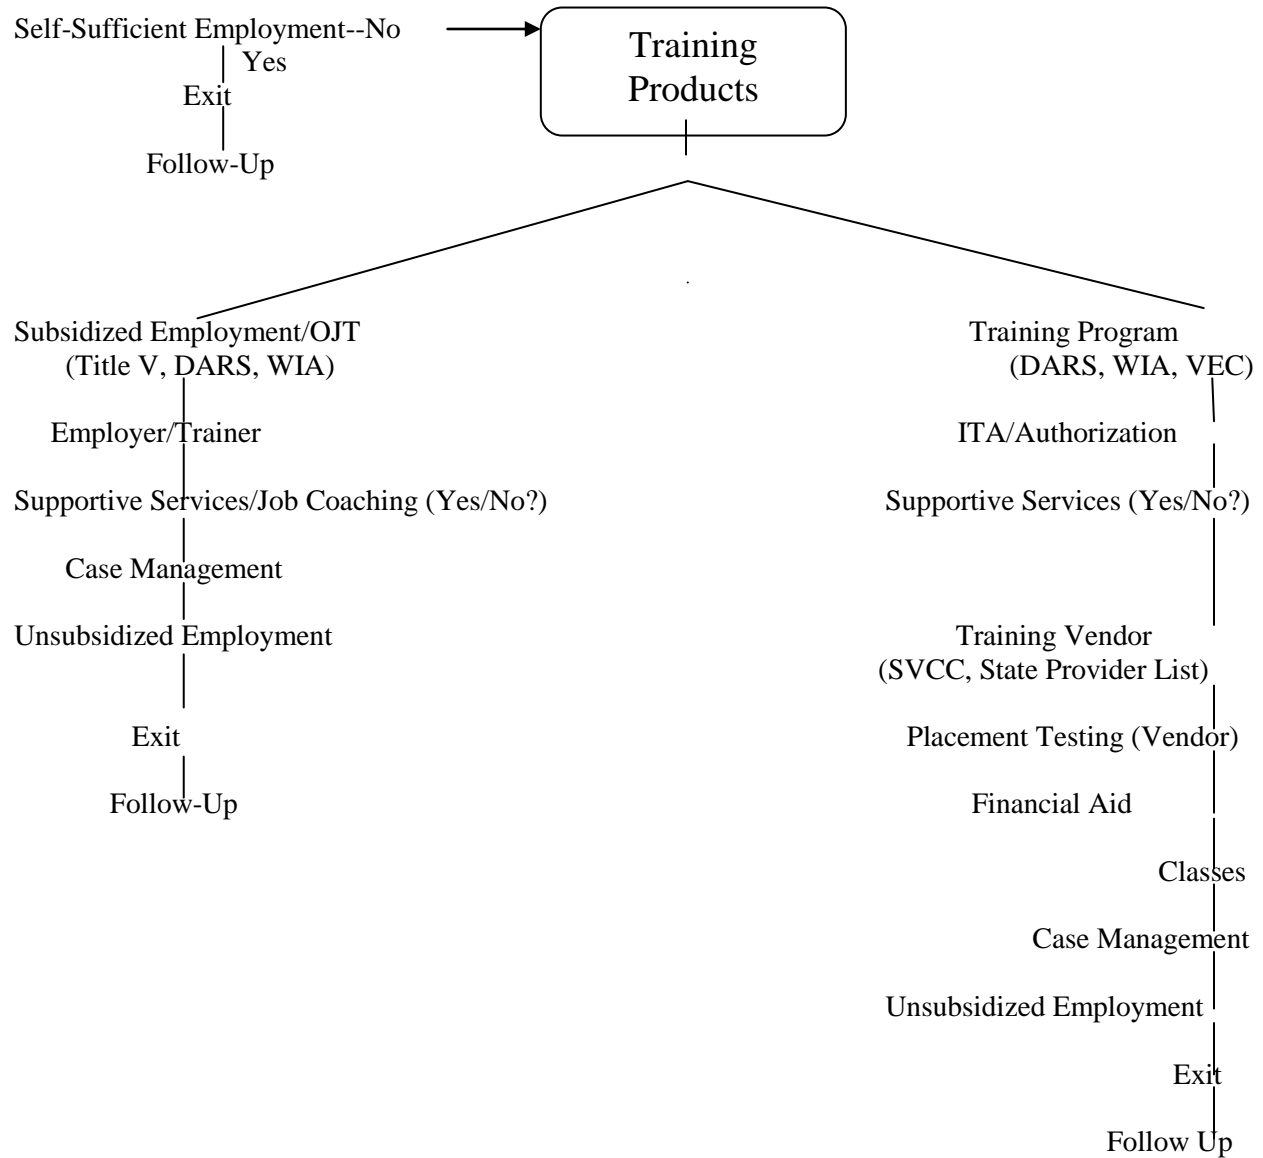 Self-Sufficient Employment--No
Yes
Exit
Follow-Up
Training
Products
Subsidized Employment/OJT
(Title V, DARS, WIA)
Employer/Trainer
Supportive Services/Job Coaching (Yes/No?)
Case Management
Unsubsidized Employment
Exit
Follow-Up
Training Program
(DARS, WIA, VEC)
ITA/Authorization
Supportive Services (Yes/No?)
Training Vendor
(SVCC, State Provider List)
Placement Testing (Vendor)
Financial Aid
Classes
Case Management
Unsubsidized Employment
Exit
Follow Up